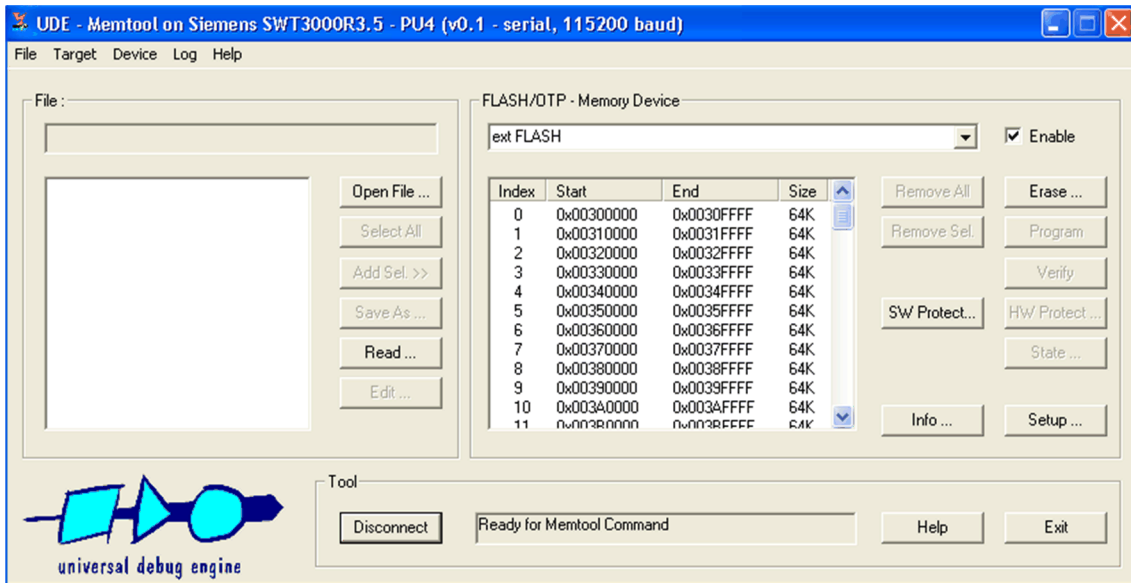 UDE - Memtool on Siemens SWT3000R3.5 - PU4 (v0.1 - serial, 115200 baud)
File Target Device Log Help
File :
Open File ...
Select All
Add Sel. >>
Save As ...
Read ...
Edit ...
FLASH/OTP - Memory Device
ext FLASH
Enable
Index Start End Size
0 0x00300000 0x0030FFFF 64K
1 0x00310000 0x0031FFFF 64K
2 0x00320000 0x0032FFFF 64K
3 0x00330000 0x0033FFFF 64K
4 0x00340000 0x0034FFFF 64K
5 0x00350000 0x0035FFFF 64K
6 0x00360000 0x0036FFFF 64K
7 0x00370000 0x0037FFFF 64K
8 0x00380000 0x0038FFFF 64K
9 0x00390000 0x0039FFFF 64K
10 0x003A0000 0x003AFFFF 64K
11 0x003B0000 0x003BFFFF 64K
Remove All
Remove Sel.
SW Protect...
Info ...
Erase ...
Program
Verify
HW Protect ...
State ...
Setup ...
universal debug engine
Tool
Disconnect
Ready for Memtool Command
Help
Exit